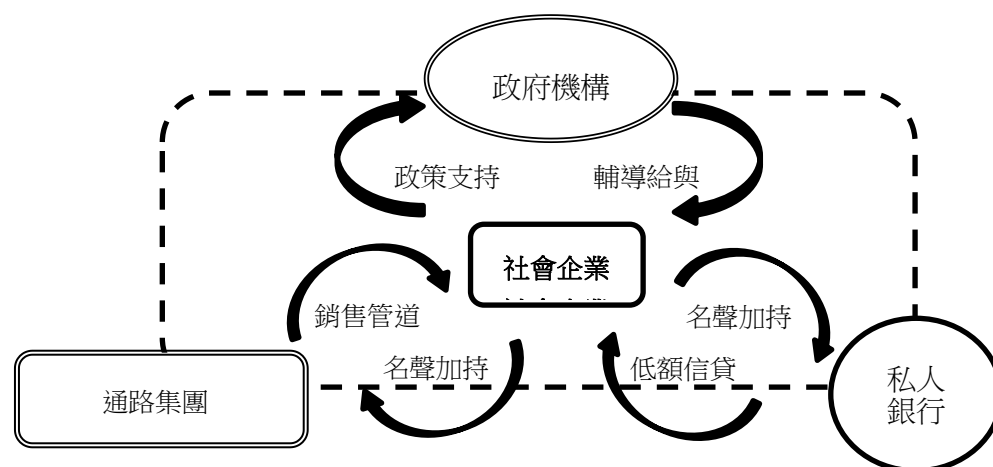 政府機構
政策支持
輔導給與
社會企業
銷售管道
名聲加持
名聲加持
低額信貸
通路集團
私人
銀行